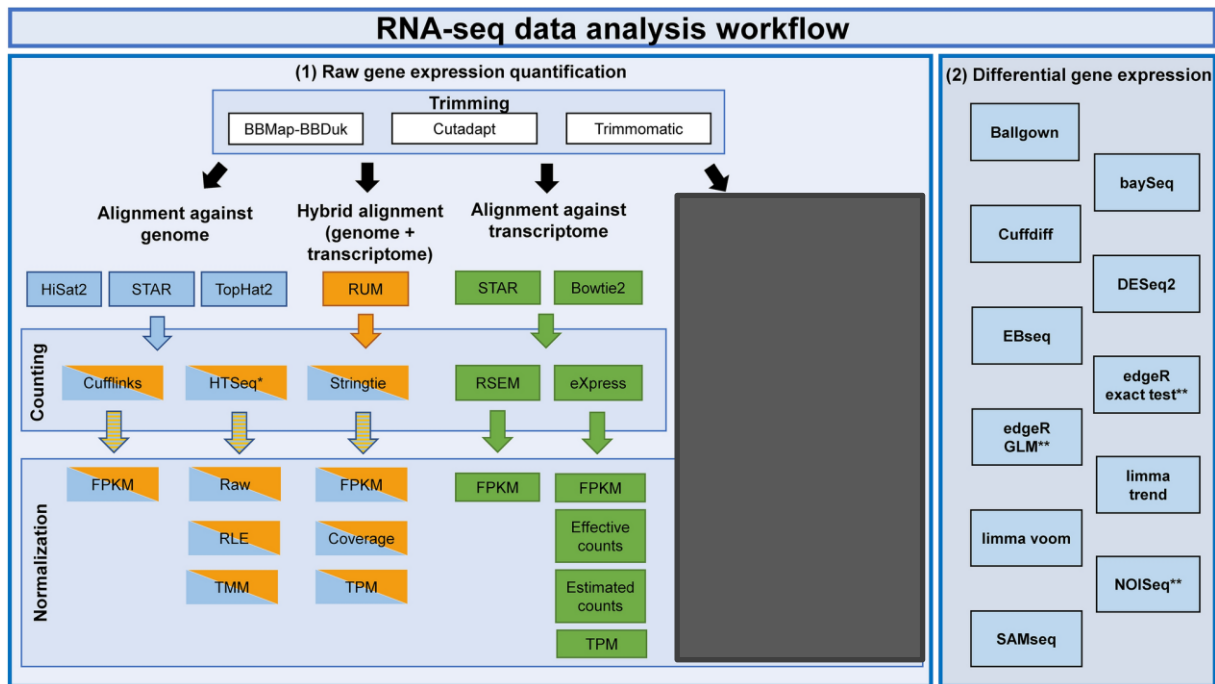 RNA-seq data analysis workflow
(1) Raw gene expression quantification
Trimming
BBMap-BBDuk
Cutadapt
Trimmomatic
Alignment against
genome
Hybrid alignment
(genome +
transcriptome)
Alignment against
transcriptome
HiSat2
STAR
TopHat2
RUM
STAR
Bowtie2
Counting
Cufflinks
HTSeq*
Stringtie
RSEM
eXpress
Normalization
FPKM
Raw
FPKM
FPKM
FPKM
RLE
Coverage
Effective
counts
TMM
TPM
Estimated
counts
TPM
(2) Differential gene expression
Ballgown
baySeq
Cuffdiff
DESeq2
EBseq
edgeR
exact test**
edgeR
GLM**
limma
trend
limma voom
NOISeq**
SAMseq